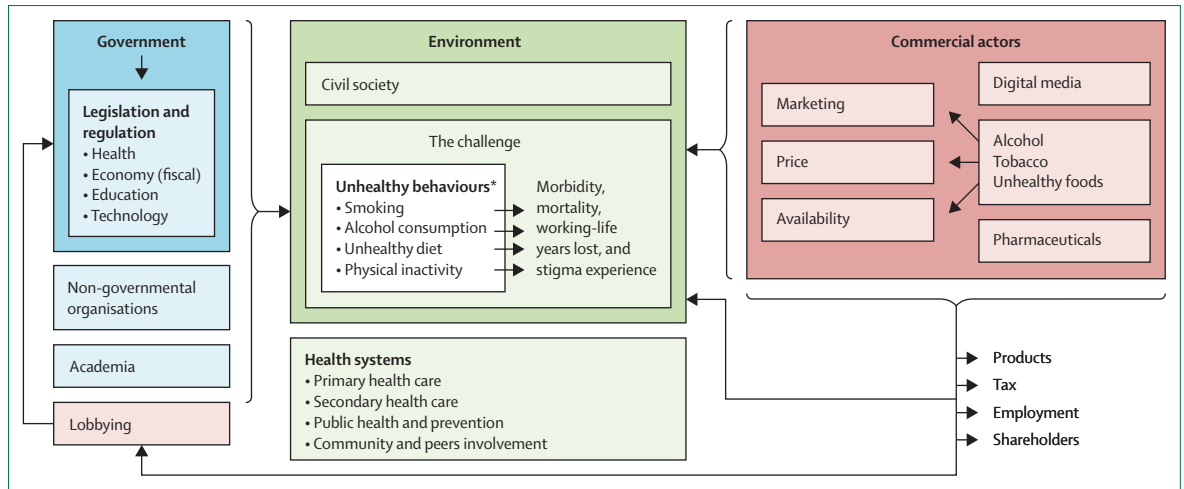 Government
Legislation and
regulation
• Health
• Economy (fiscal)
• Education
• Technology
Non-governmental
organisations
Academia
Lobbying
Environment
Civil society
The challenge
Unhealthy behaviours*
• Smoking
• Alcohol consumption
• Unhealthy diet
• Physical inactivity
Morbidity,
mortality,
working-life
years lost, and
stigma experience
Health systems
• Primary health care
• Secondary health care
• Public health and prevention
• Community and peers involvement
Commercial actors
Marketing
Price
Availability
Digital media
Alcohol
Tobacco
Unhealthy foods
Pharmaceuticals
Products
Tax
Employment
Shareholders